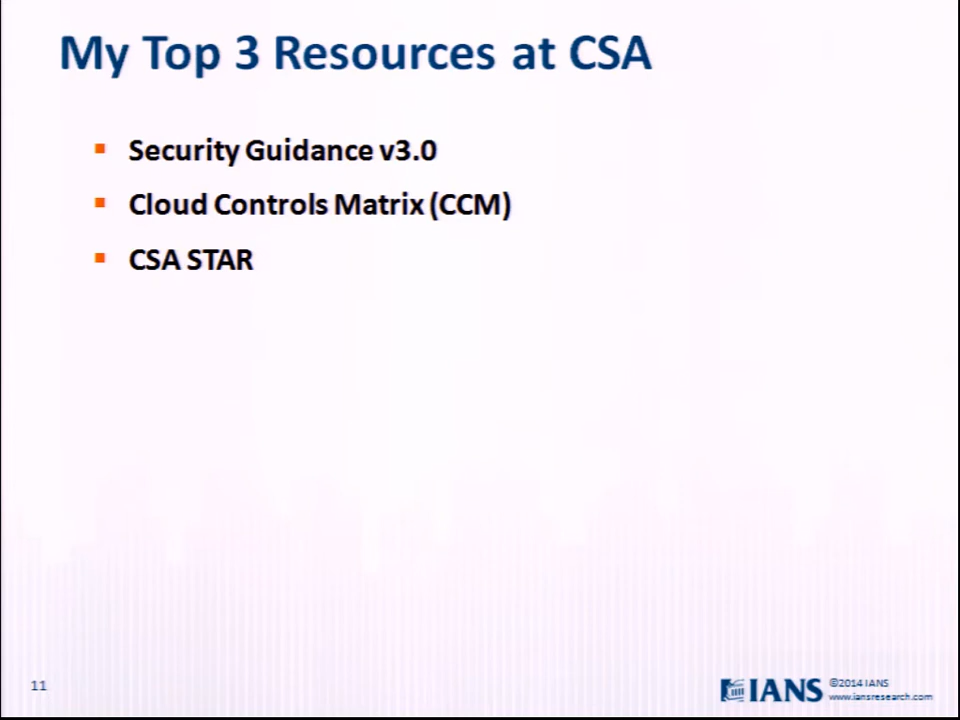 My Top 3 Resources at CSA
Security Guidance v3.0
Cloud Controls Matrix (CCM)
CSA STAR
11
IANS
©2014 IANS
www.iansresearch.com